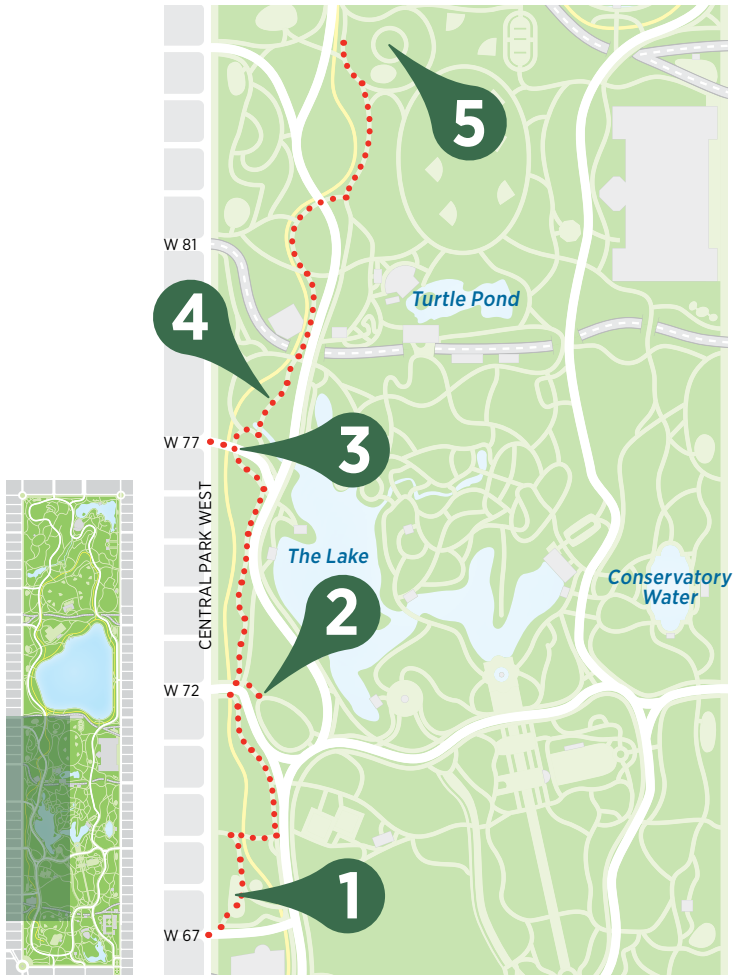 5
W 81
Turtle Pond
4
W 77
3
CENTRAL PARK WEST
The Lake
Conservatory
Water
2
W 72
1
W 67